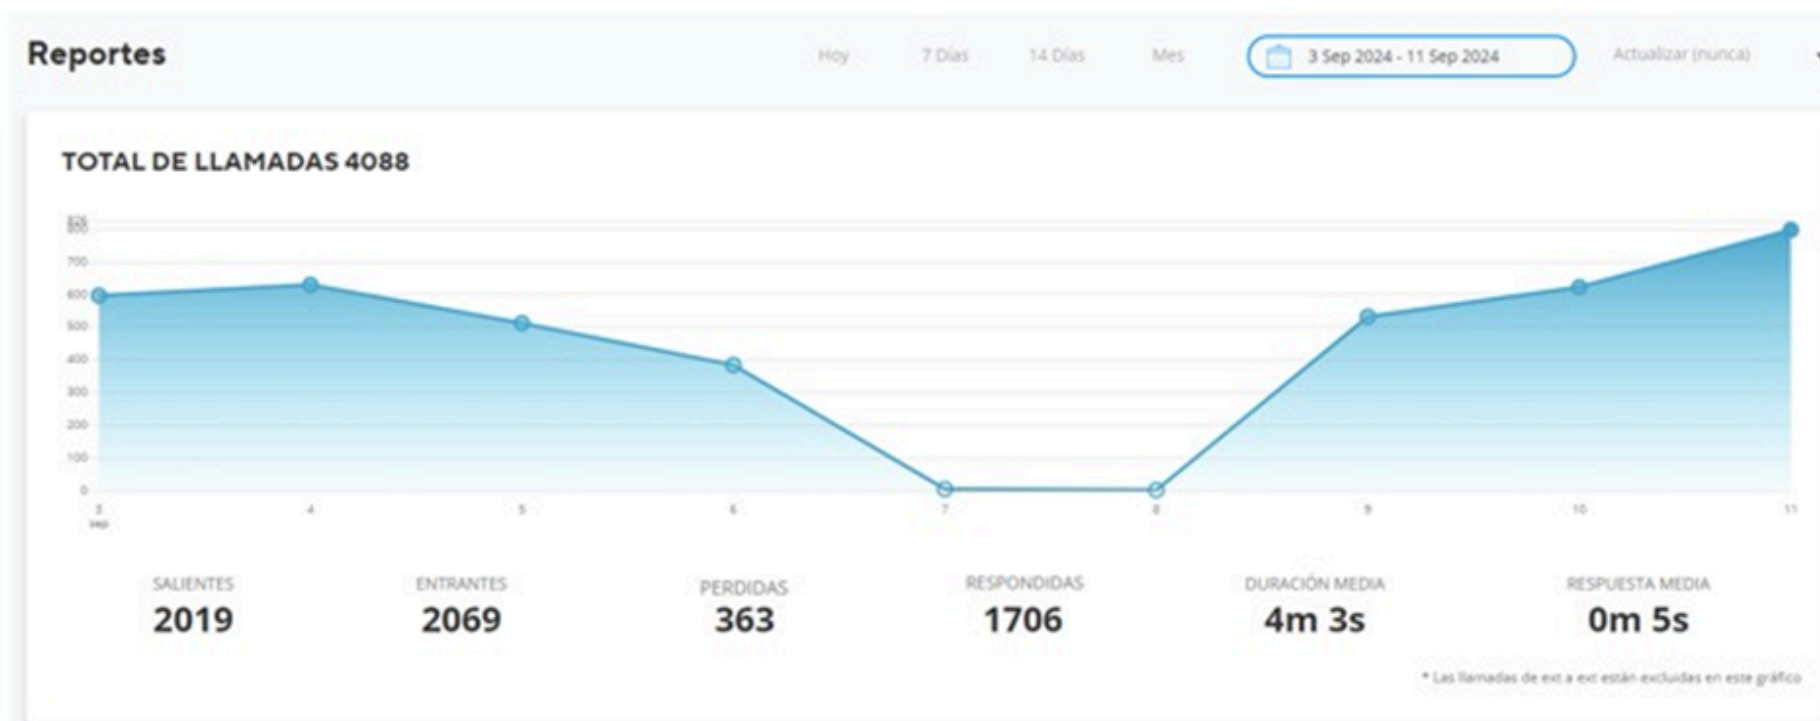 Reportes
Hoy 7 Días 14 Días Mes 3 Sep 2024 - 11 Sep 2024 Actualizar (nunca)
TOTAL DE LLAMADAS 4088
800
700
600
500
400
300
200
100
0
3 4 5 6 7 8 9 10 11
sep
SALIENTES ENTRANTES PERDIDAS RESPONDIDAS DURACIÓN MEDIA RESPUESTA MEDIA
2019 2069 363 1706 4m 3s 0m 5s
* Las llamadas de ext a ext están excluidas en este gráfico